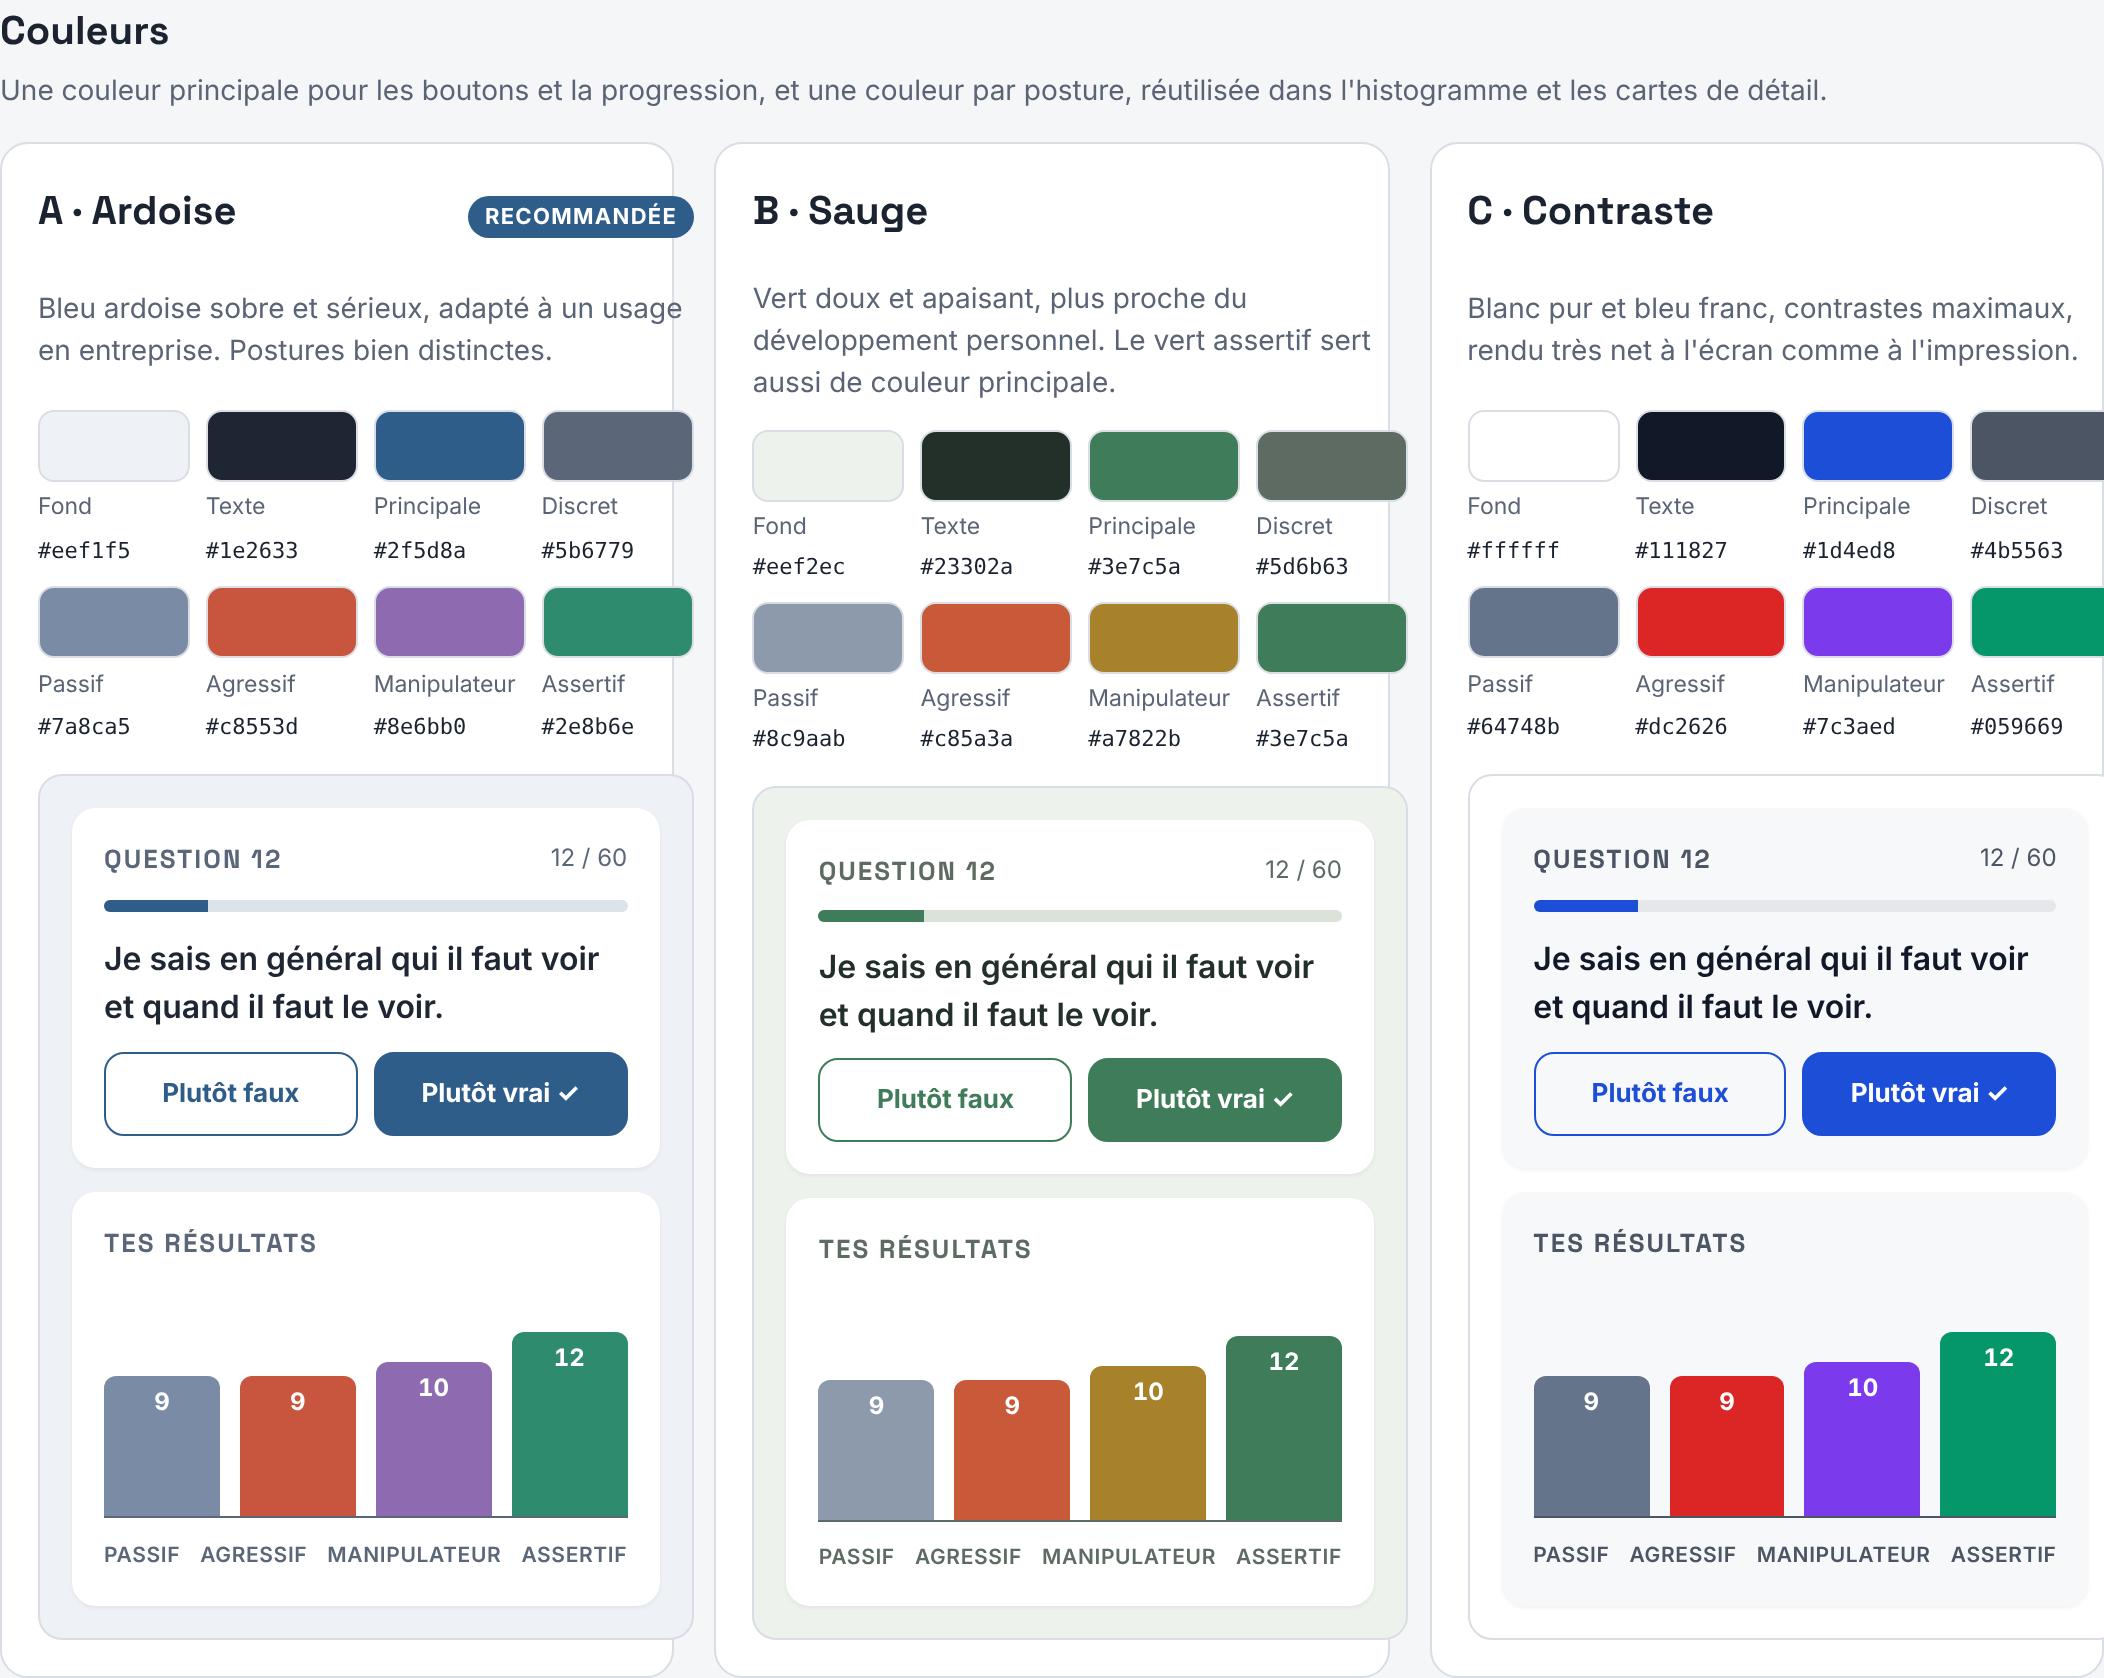 Couleurs
Une couleur principale pour les boutons et la progression, et une couleur par posture, réutilisée dans l'histogramme et les cartes de détail.
A · Ardoise
RECOMMANDÉE
Bleu ardoise sobre et sérieux, adapté à un usage
en entreprise. Postures bien distinctes.
Fond Texte Principale Discret
#eef1f5 #1e2633 #2f5d8a #5b6779
Passif Agressif Manipulateur Assertif
#7a8ca5 #c8553d #8e6bb0 #2e8b6e
QUESTION 12 12 / 60
Je sais en général qui il faut voir
et quand il faut le voir.
Plutôt faux Plutôt vrai ✓
TES RÉSULTATS
9 9 10 12
PASSIF AGRESSIF MANIPULATEUR ASSERTIF
B · Sauge
Vert doux et apaisant, plus proche du
développement personnel. Le vert assertif sert
aussi de couleur principale.
Fond Texte Principale Discret
#eef2ec #23302a #3e7c5a #5d6b63
Passif Agressif Manipulateur Assertif
#8c9aab #c85a3a #a7822b #3e7c5a
QUESTION 12 12 / 60
Je sais en général qui il faut voir
et quand il faut le voir.
Plutôt faux Plutôt vrai ✓
TES RÉSULTATS
9 9 10 12
PASSIF AGRESSIF MANIPULATEUR ASSERTIF
C · Contraste
Blanc pur et bleu franc, contrastes maximaux,
rendu très net à l'écran comme à l'impression.
Fond Texte Principale Discret
#ffffff #111827 #1d4ed8 #4b5563
Passif Agressif Manipulateur Assertif
#64748b #dc2626 #7c3aed #059669
QUESTION 12 12 / 60
Je sais en général qui il faut voir
et quand il faut le voir.
Plutôt faux Plutôt vrai ✓
TES RÉSULTATS
9 9 10 12
PASSIF AGRESSIF MANIPULATEUR ASSERTIF